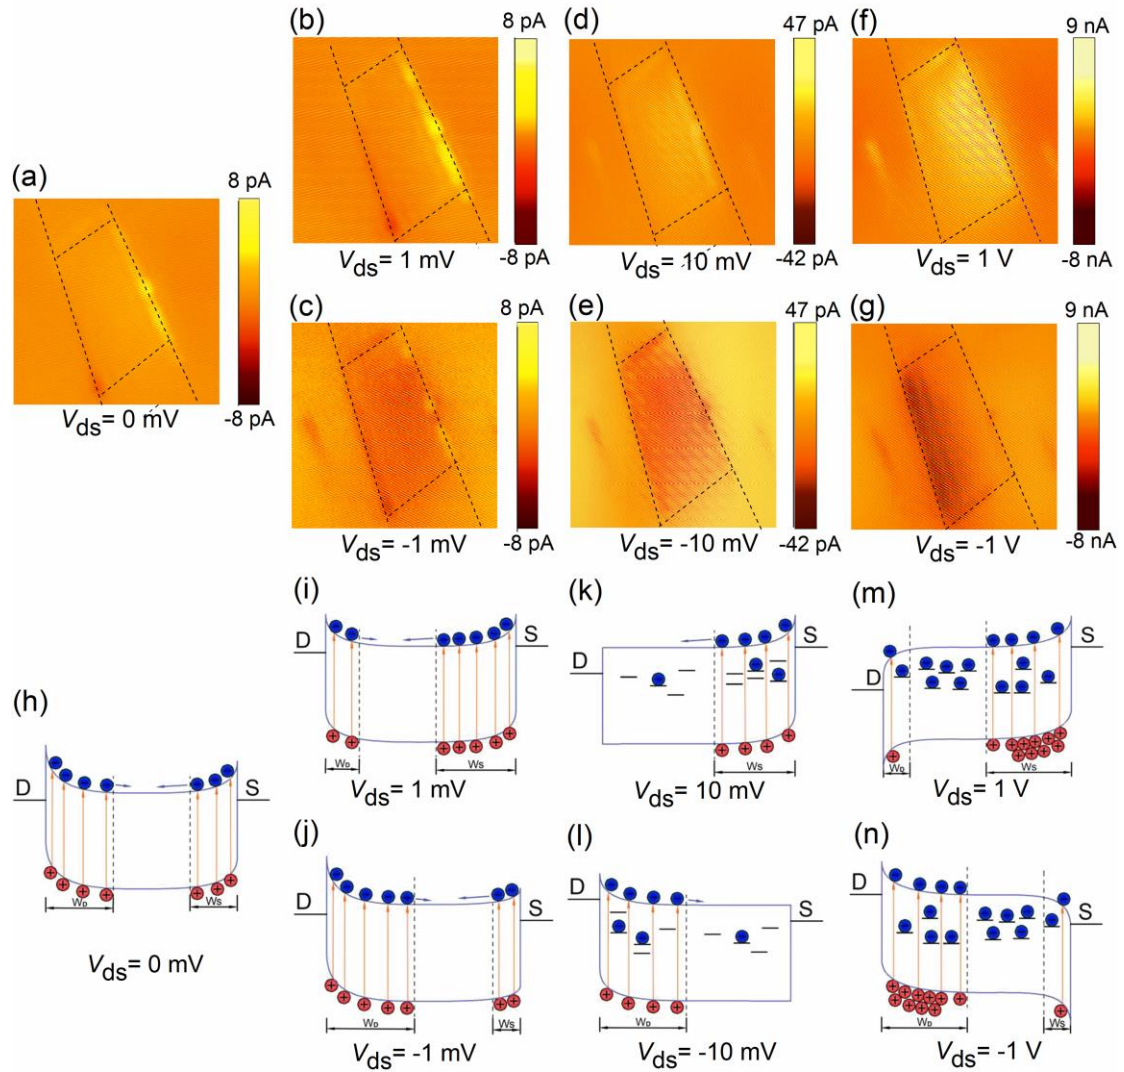 (a)
8 pA
-8 pA
Vds= 0 mV
(b)
8 pA
-8 pA
Vds= 1 mV
(c)
8 pA
-8 pA
Vds= -1 mV
(d)
47 pA
-42 pA
Vds= 10 mV
(e)
47 pA
-42 pA
Vds= -10 mV
(f)
9 nA
-8 nA
Vds= 1 V
(g)
9 nA
-8 nA
Vds= -1 V
(h)
D
S
WD
WS
Vds= 0 mV
(i)
D
S
WD
WS
Vds= 1 mV
(j)
D
S
WD
WS
Vds= -1 mV
(k)
D
S
WS
Vds= 10 mV
(l)
D
S
WD
Vds= -10 mV
(m)
D
S
WD
WS
Vds= 1 V
(n)
D
S
WD
WS
Vds= -1 V